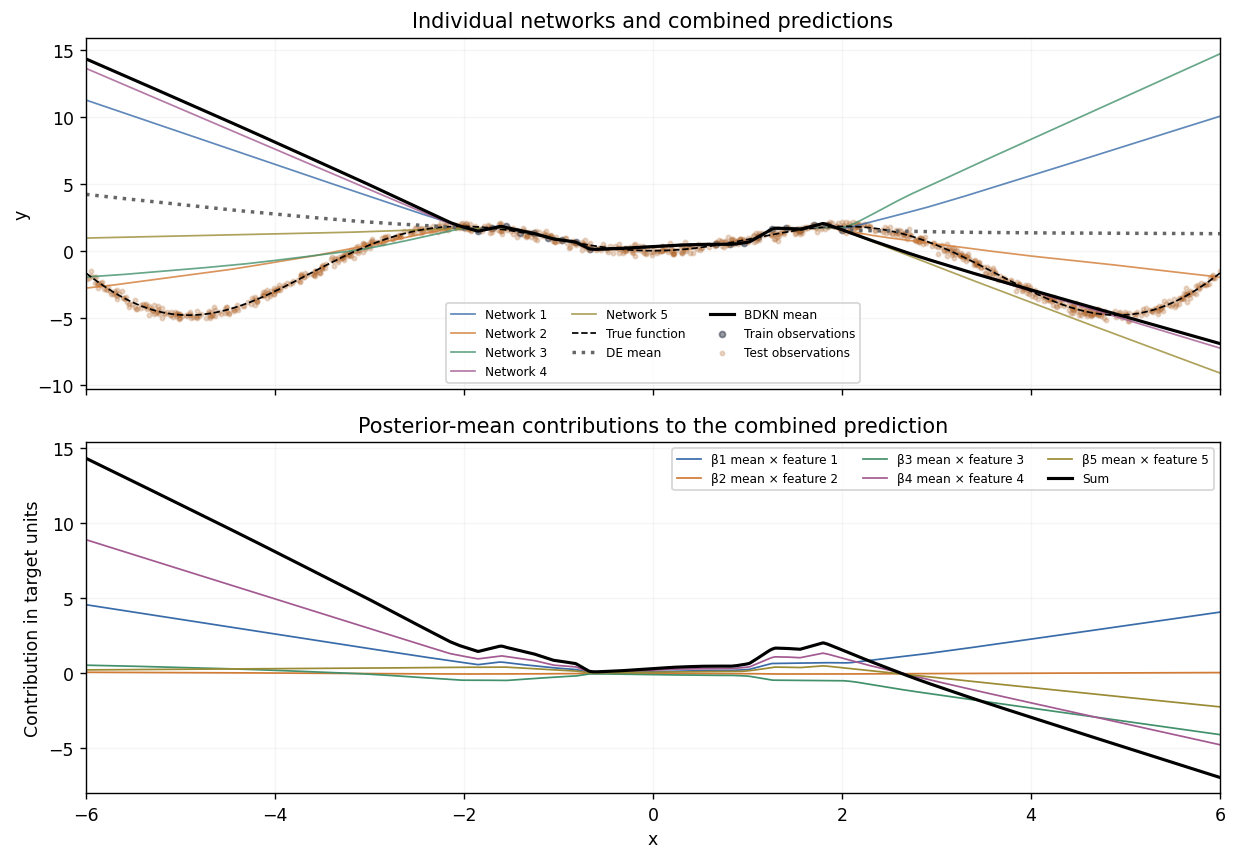 Individual networks and combined predictions
15
10
5
0
−5
−10
y
Network 1
Network 2
Network 3
Network 4
Network 5
True function
DE mean
BDKN mean
Train observations
Test observations
Posterior-mean contributions to the combined prediction
15
10
5
0
−5
Contribution in target units
β1 mean × feature 1
β2 mean × feature 2
β3 mean × feature 3
β4 mean × feature 4
β5 mean × feature 5
Sum
−6
−4
−2
0
2
4
6
x